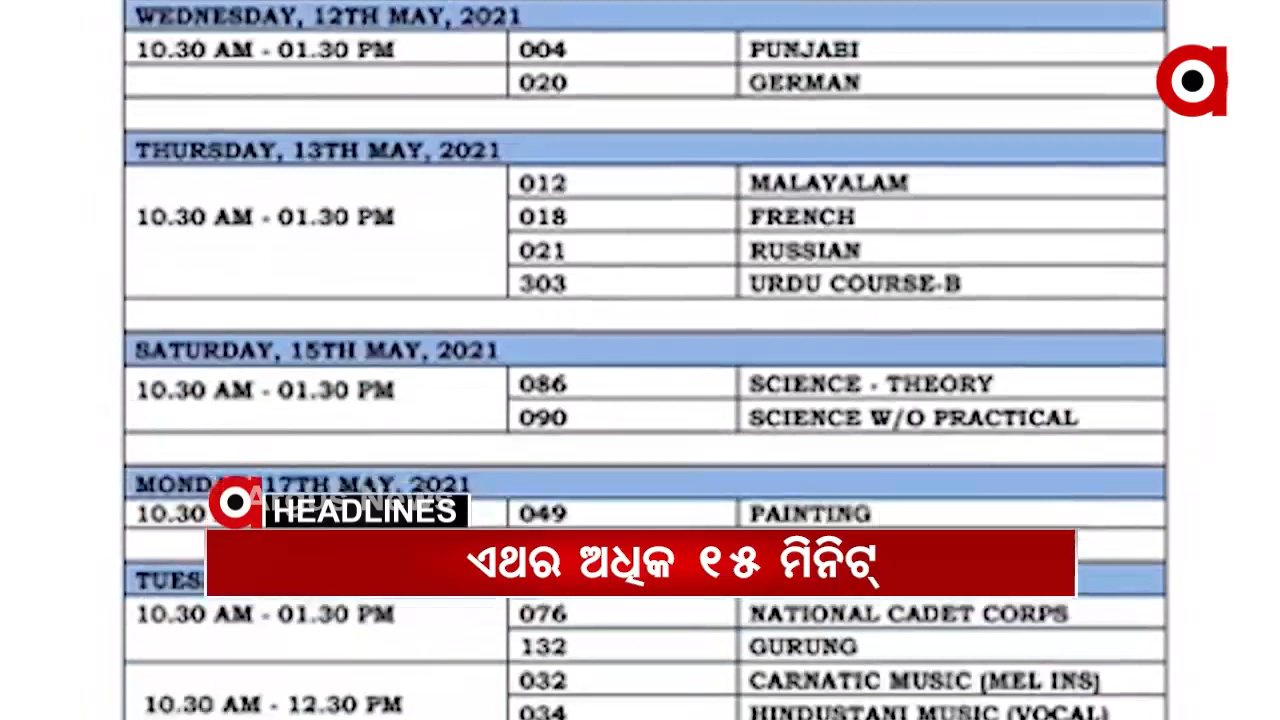 WEDNESDAY, 12TH MAY, 2021
10.30 AM - 01.30 PM 004 PUNJABI
020 GERMAN
THURSDAY, 13TH MAY, 2021
012 MALAYALAM
10.30 AM - 01.30 PM 018 FRENCH
021 RUSSIAN
303 URDU COURSE-B
SATURDAY, 15TH MAY, 2021
10.30 AM - 01.30 PM 086 SCIENCE - THEORY
090 SCIENCE W/O PRACTICAL
17TH MAY, 2021
10.30 049 PAINTING
HEADLINES
ଏଥର ଅଧିକ ୧୫ ମିନିଟ୍
10.30 AM - 01.30 PM 076 NATIONAL CADET CORPS
132 GURUNG
032 CARNATIC MUSIC (MEL INS)
10.30 AM - 12.30 PM 034 HINDUSTANI MUSIC (VOCAL)